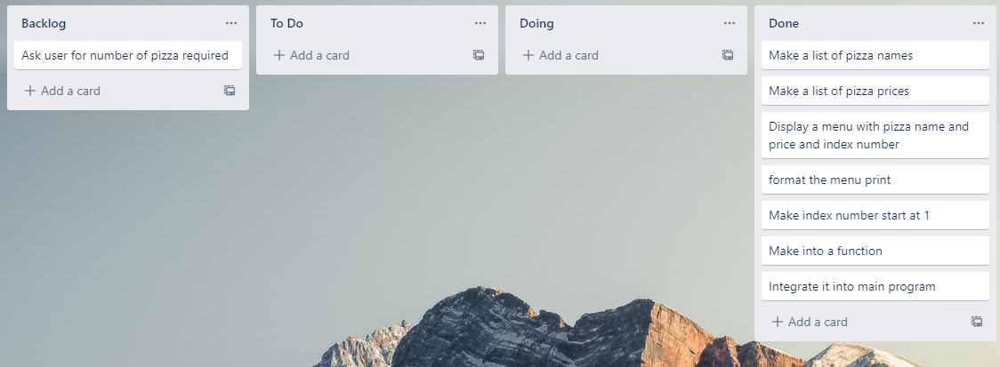 Backlog
Ask user for number of pizza required
Add a card
To Do
Add a card
Doing
Add a card
Done
Make a list of pizza names
Make a list of pizza prices
Display a menu with pizza name and
price and index number
format the menu print
Make index number start at 1
Make into a function
Integrate it into main program
Add a card